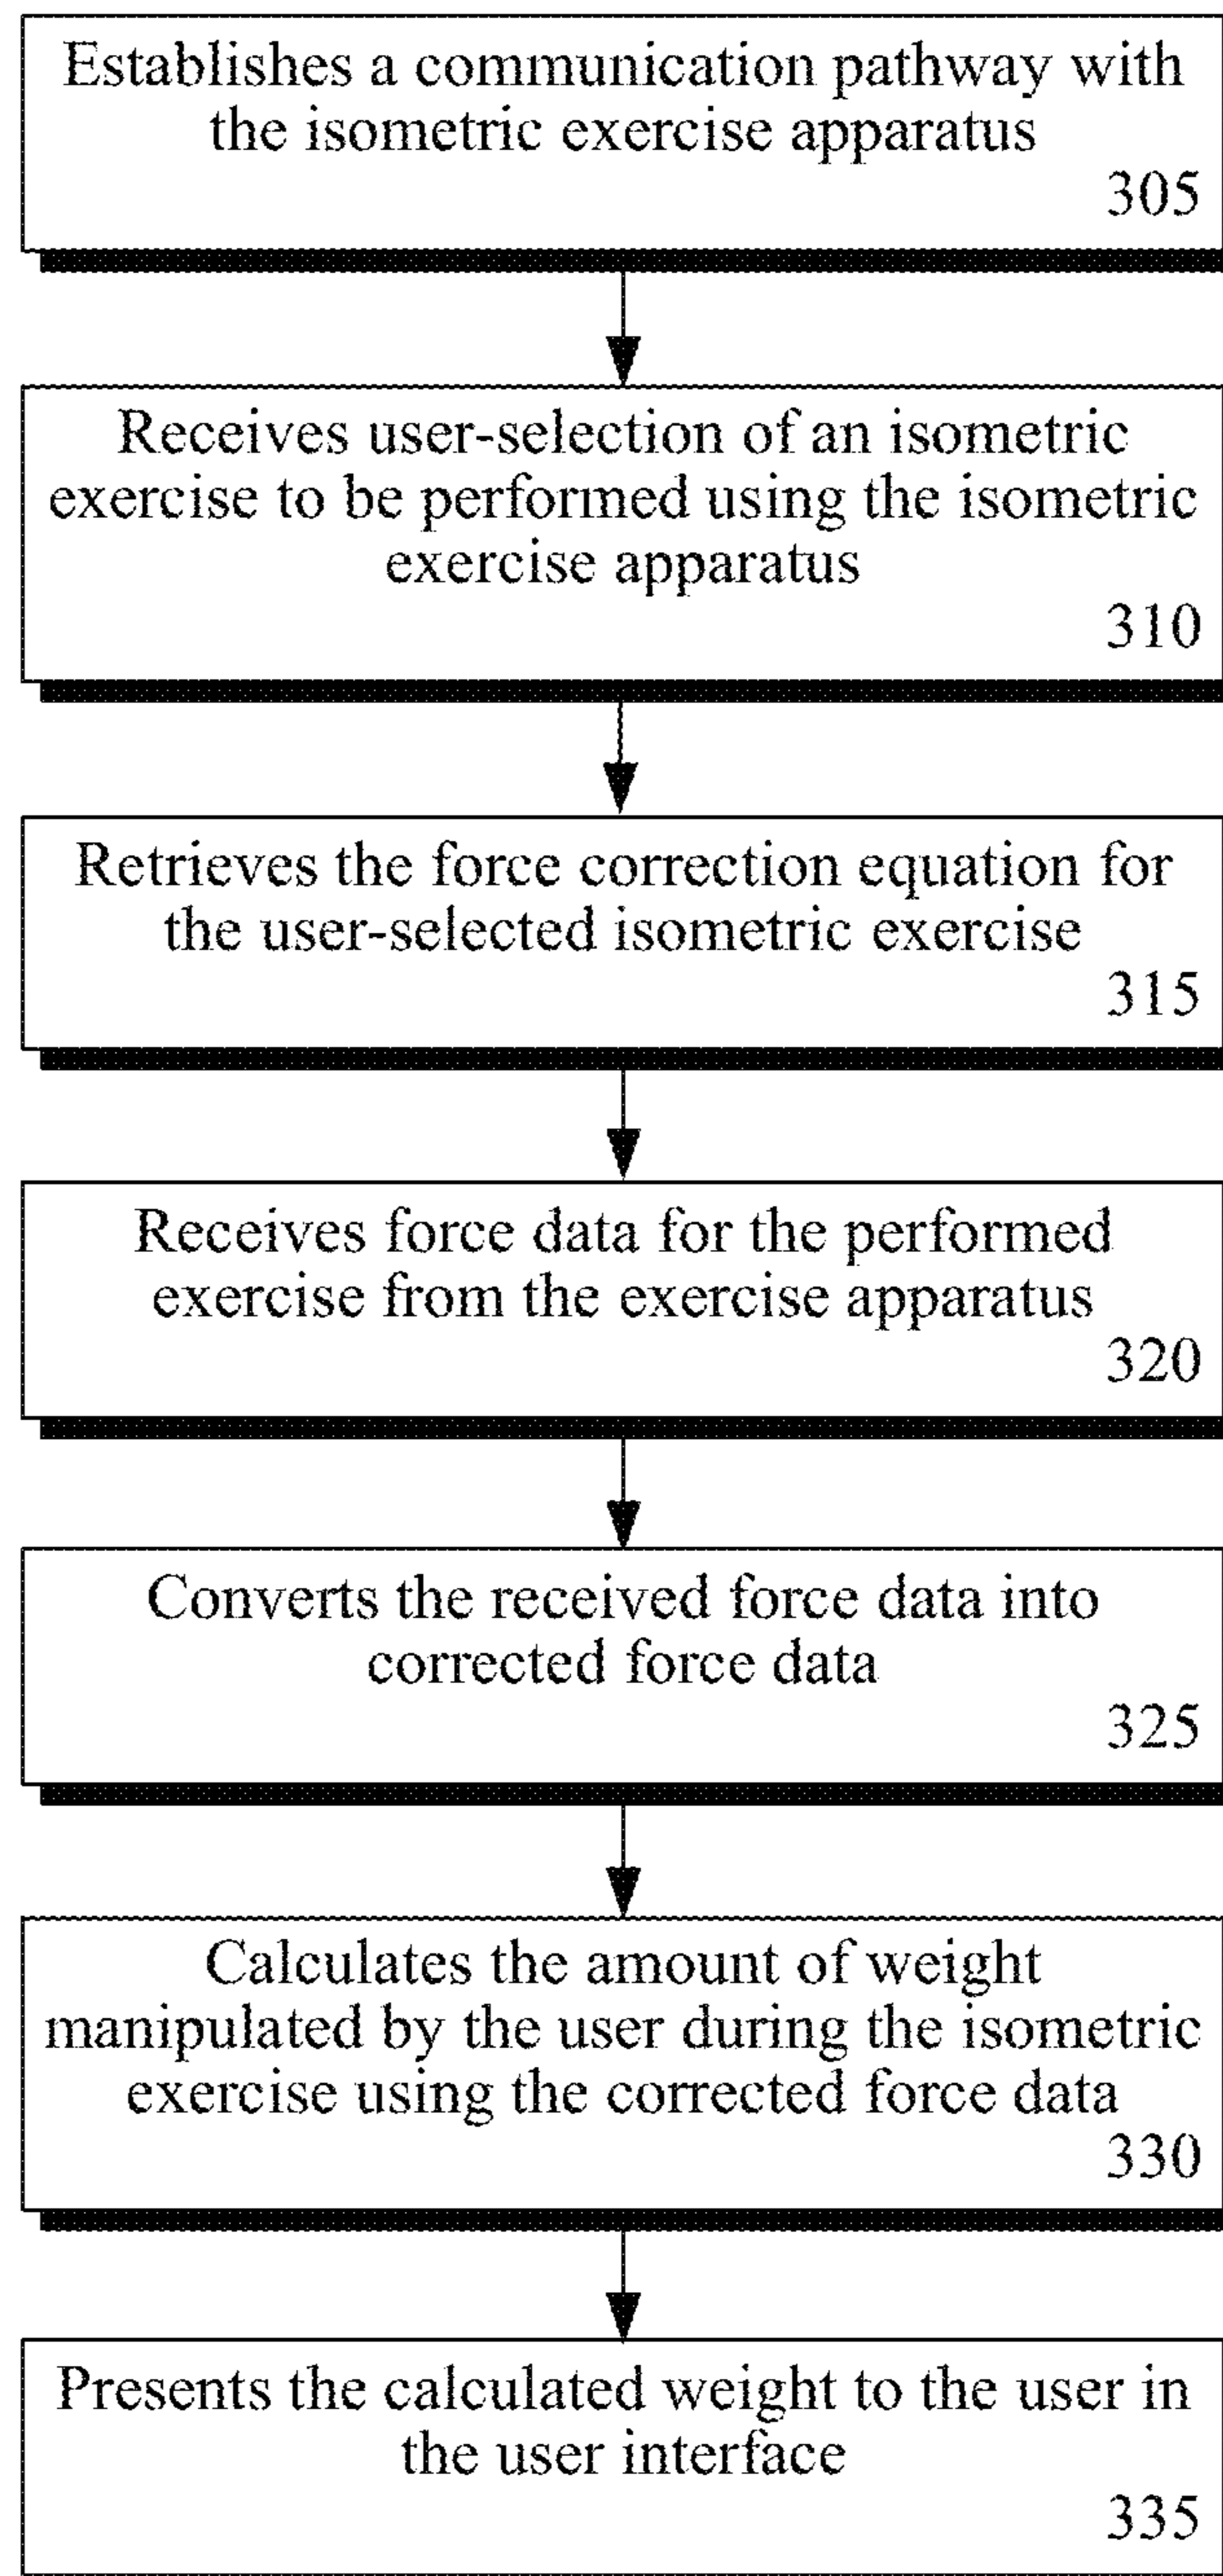 Establishes a communication pathway with
the isometric exercise apparatus
305
Receives user-selection of an isometric
exercise to be performed using the isometric
exercise apparatus
310
Retrieves the force correction equation for
the user-selected isometric exercise
315
Receives force data for the performed
exercise from the exercise apparatus
320
Converts the received force data into
corrected force data
325
Calculates the amount of weight
manipulated by the user during the isometric
exercise using the corrected force data
330
Presents the calculated weight to the user in
the user interface
335